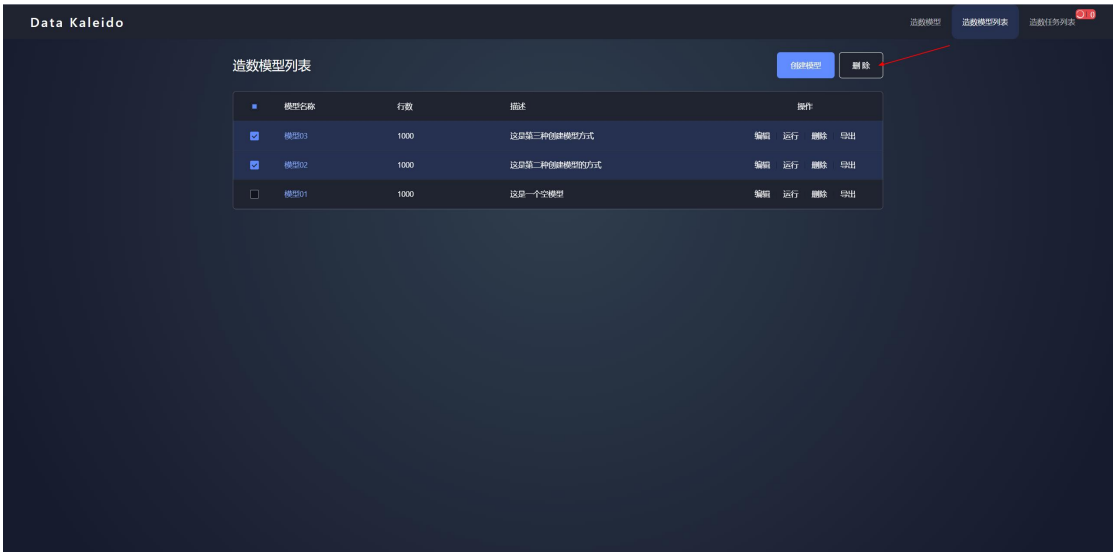 Data Kaleido
造数模型 造数模型列表 造数任务列表 0
造数模型列表 创建模型 删除
模型名称 行数 描述 操作
模型03 1000 这是第三种创建模型方式 编辑 运行 删除 导出
模型02 1000 这是第二种创建模型的方式 编辑 运行 删除 导出
模型01 1000 这是一个空模型 编辑 运行 删除 导出